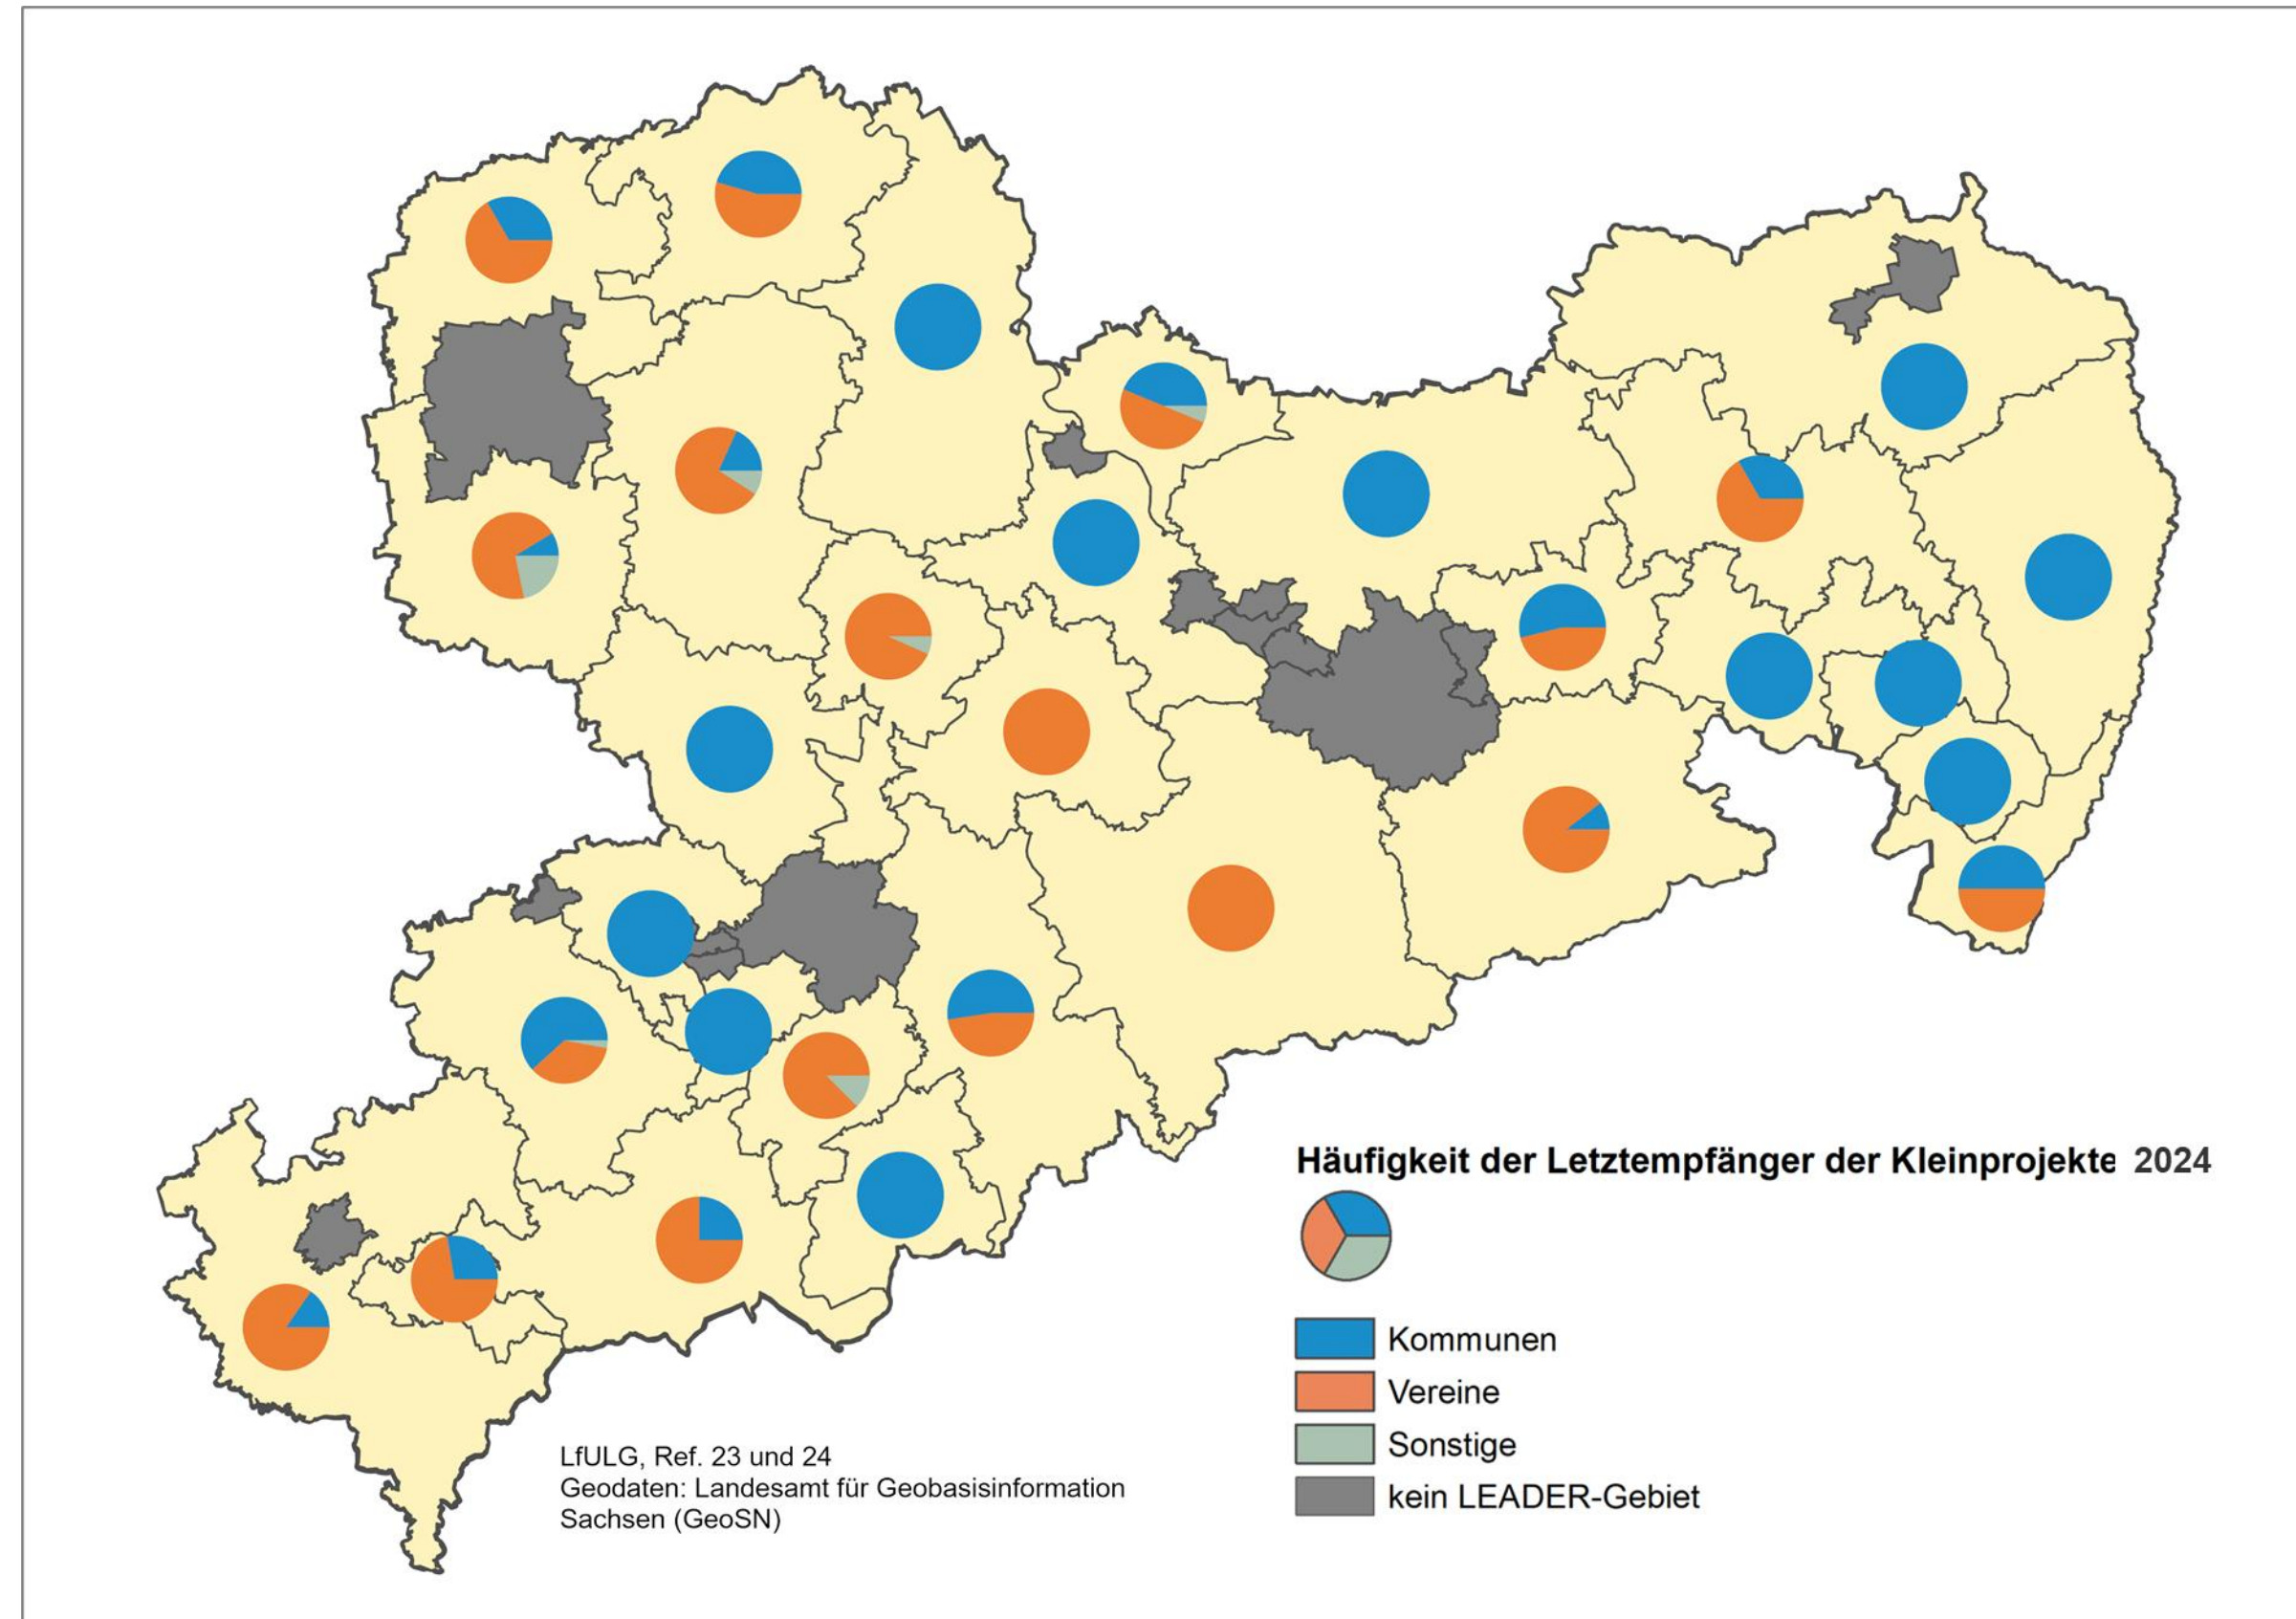 Häufigkeit der Letztempfänger der Kleinprojekte 2024
Kommunen
Vereine
Sonstige
kein LEADER-Gebiet
LfULG, Ref. 23 und 24
Geodaten: Landesamt für Geobasisinformation
Sachsen (GeoSN)